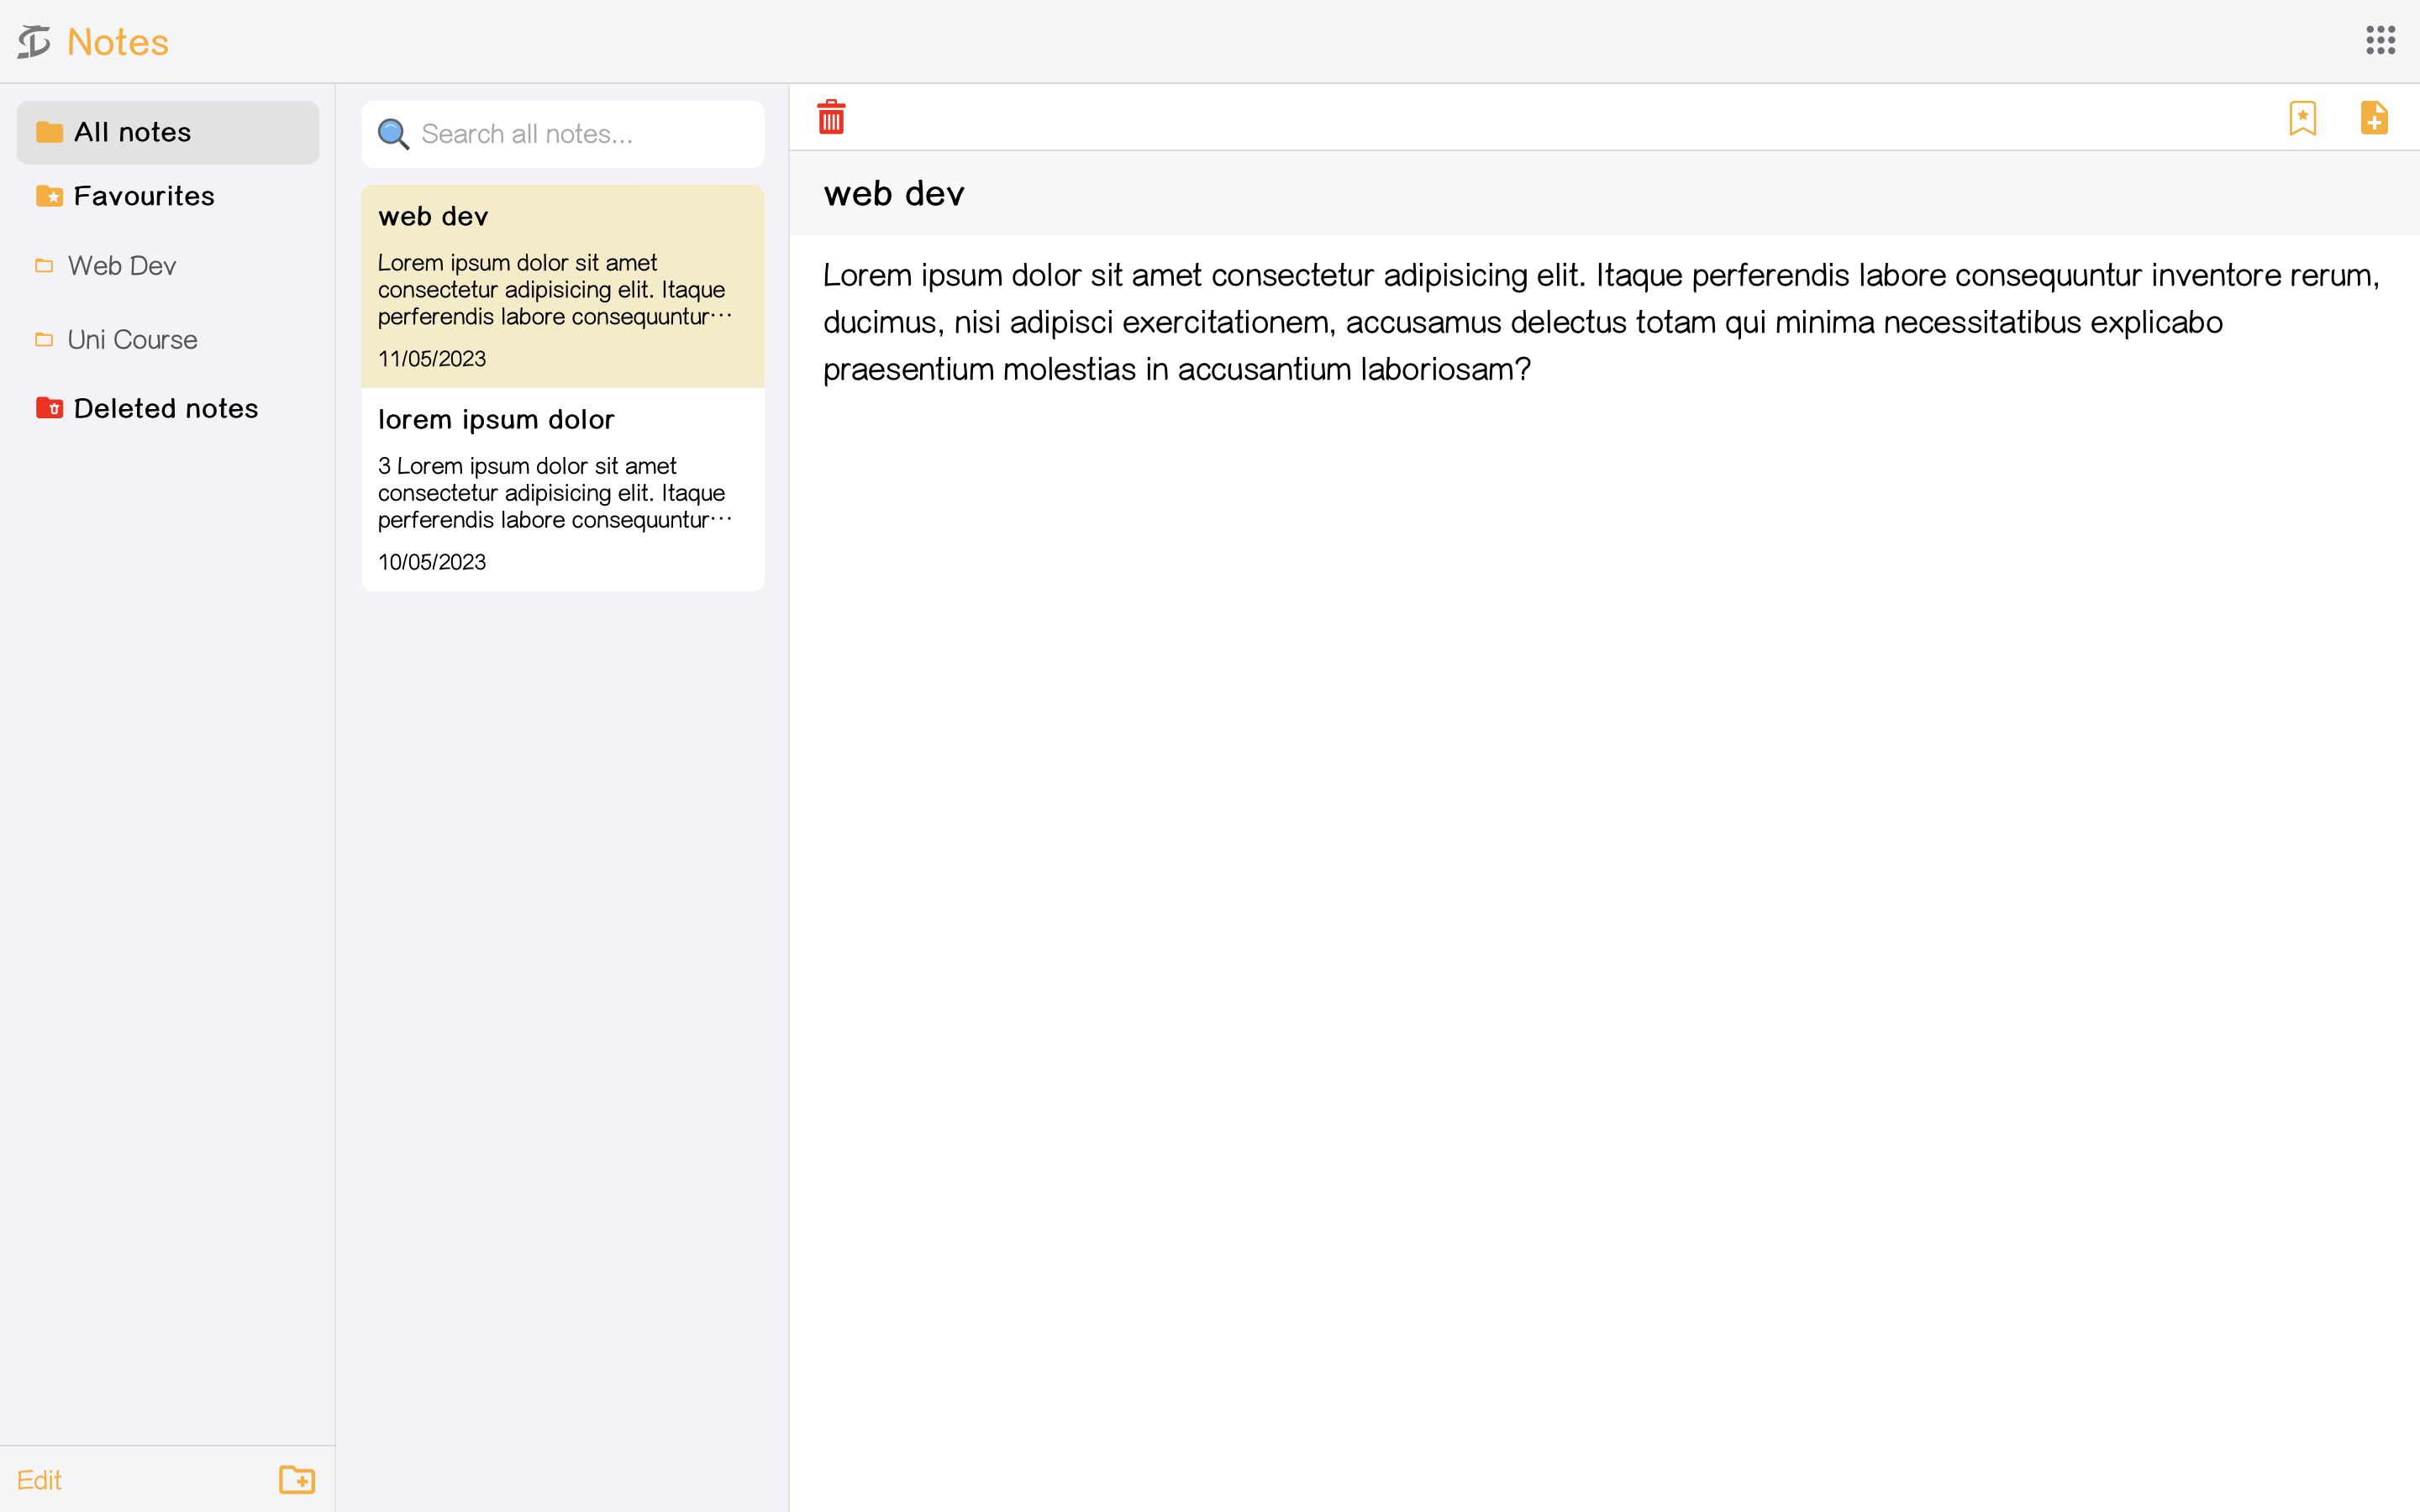 Notes
All notes
Favourites
Web Dev
Uni Course
Deleted notes
Edit
Search all notes...
web dev
Lorem ipsum dolor sit amet
consectetur adipisicing elit. Itaque
perferendis labore consequuntur…
11/05/2023
lorem ipsum dolor
3 Lorem ipsum dolor sit amet
consectetur adipisicing elit. Itaque
perferendis labore consequuntur…
10/05/2023
web dev
Lorem ipsum dolor sit amet consectetur adipisicing elit. Itaque perferendis labore consequuntur inventore rerum,
ducimus, nisi adipisci exercitationem, accusamus delectus totam qui minima necessitatibus explicabo
praesentium molestias in accusantium laboriosam?